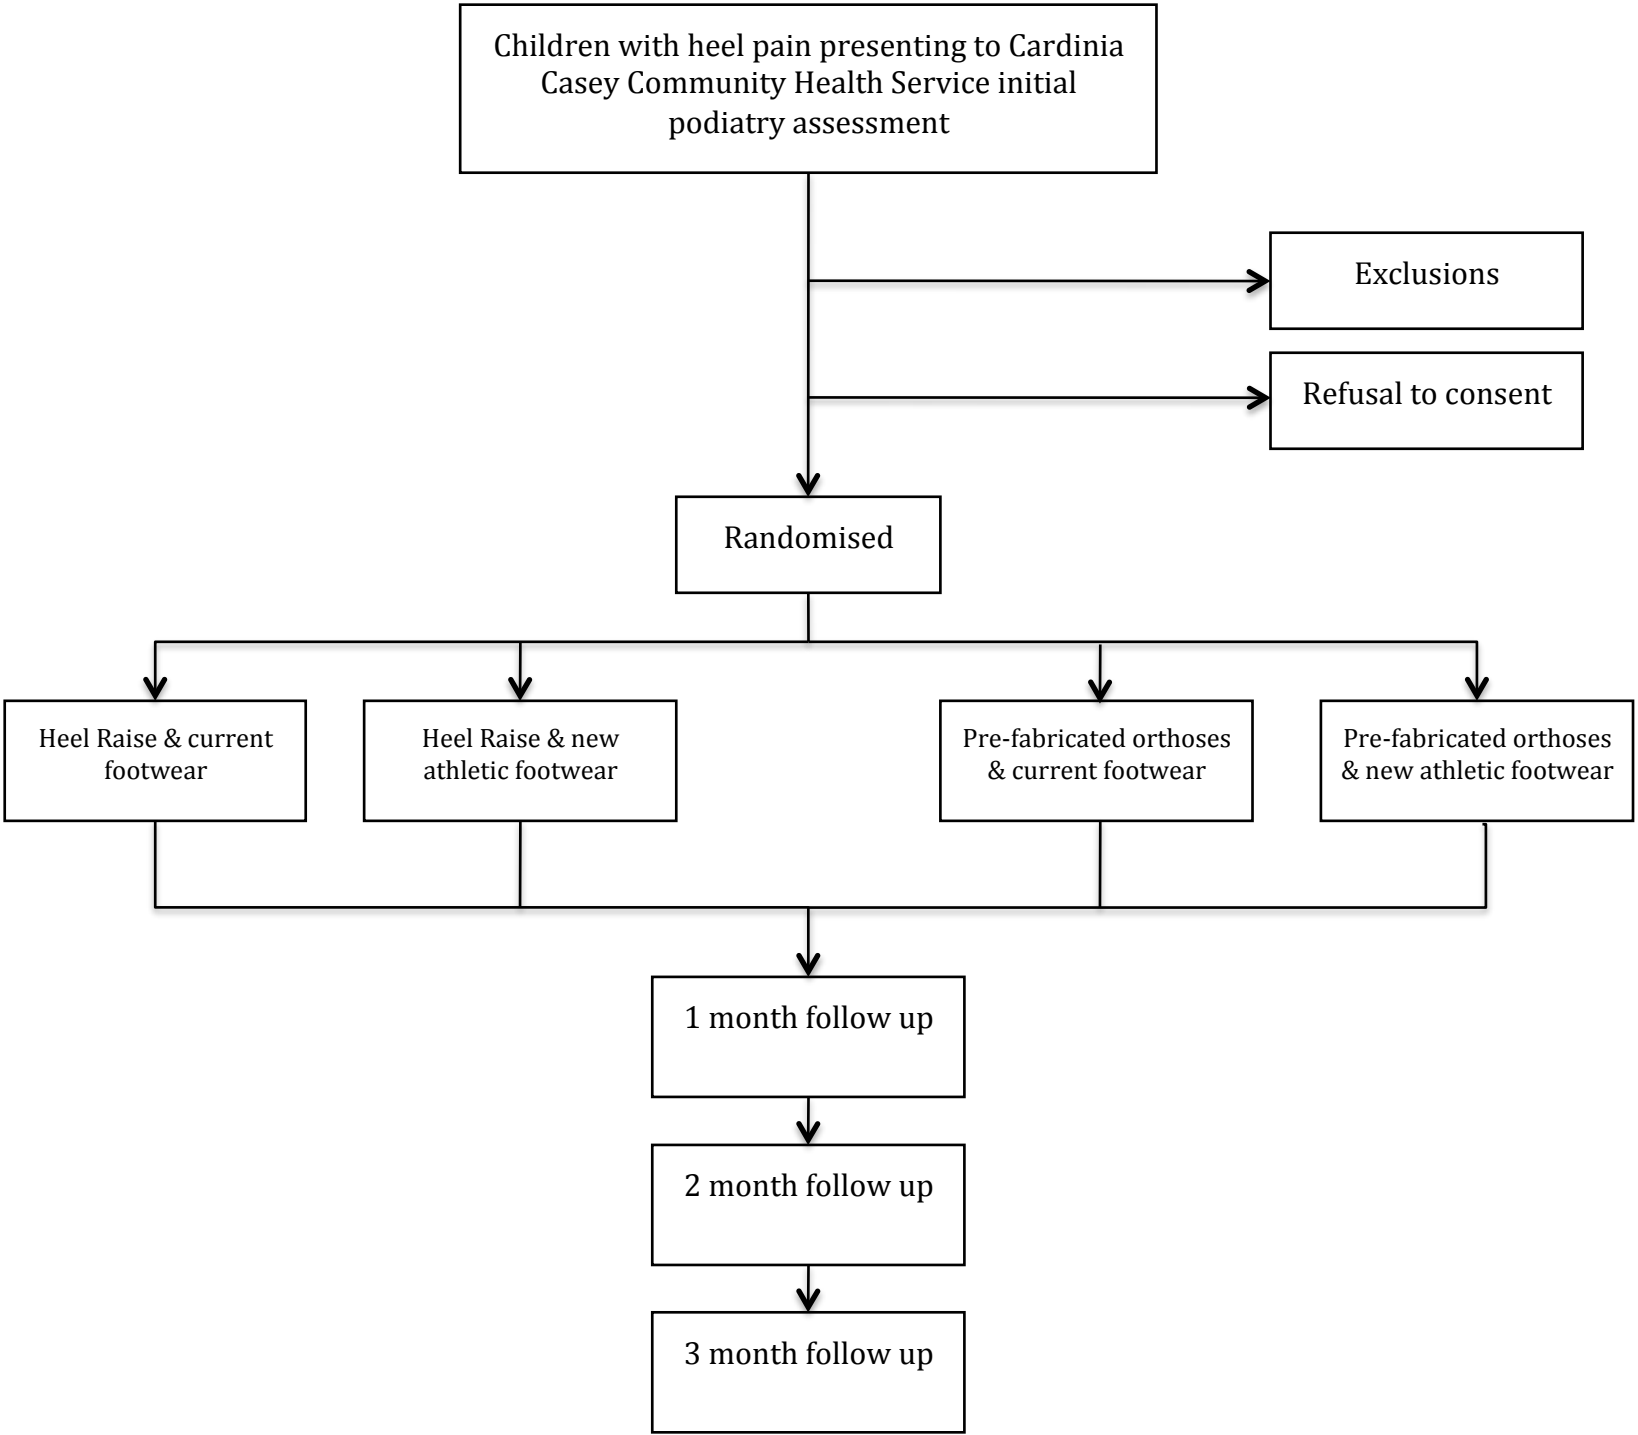 Children with heel pain presenting to Cardinia
Casey Community Health Service initial
podiatry assessment
Exclusions
Refusal to consent
Randomised
Heel Raise & current
footwear
Heel Raise & new
athletic footwear
Pre-fabricated orthoses
& current footwear
Pre-fabricated orthoses
& new athletic footwear
1 month follow up
2 month follow up
3 month follow up